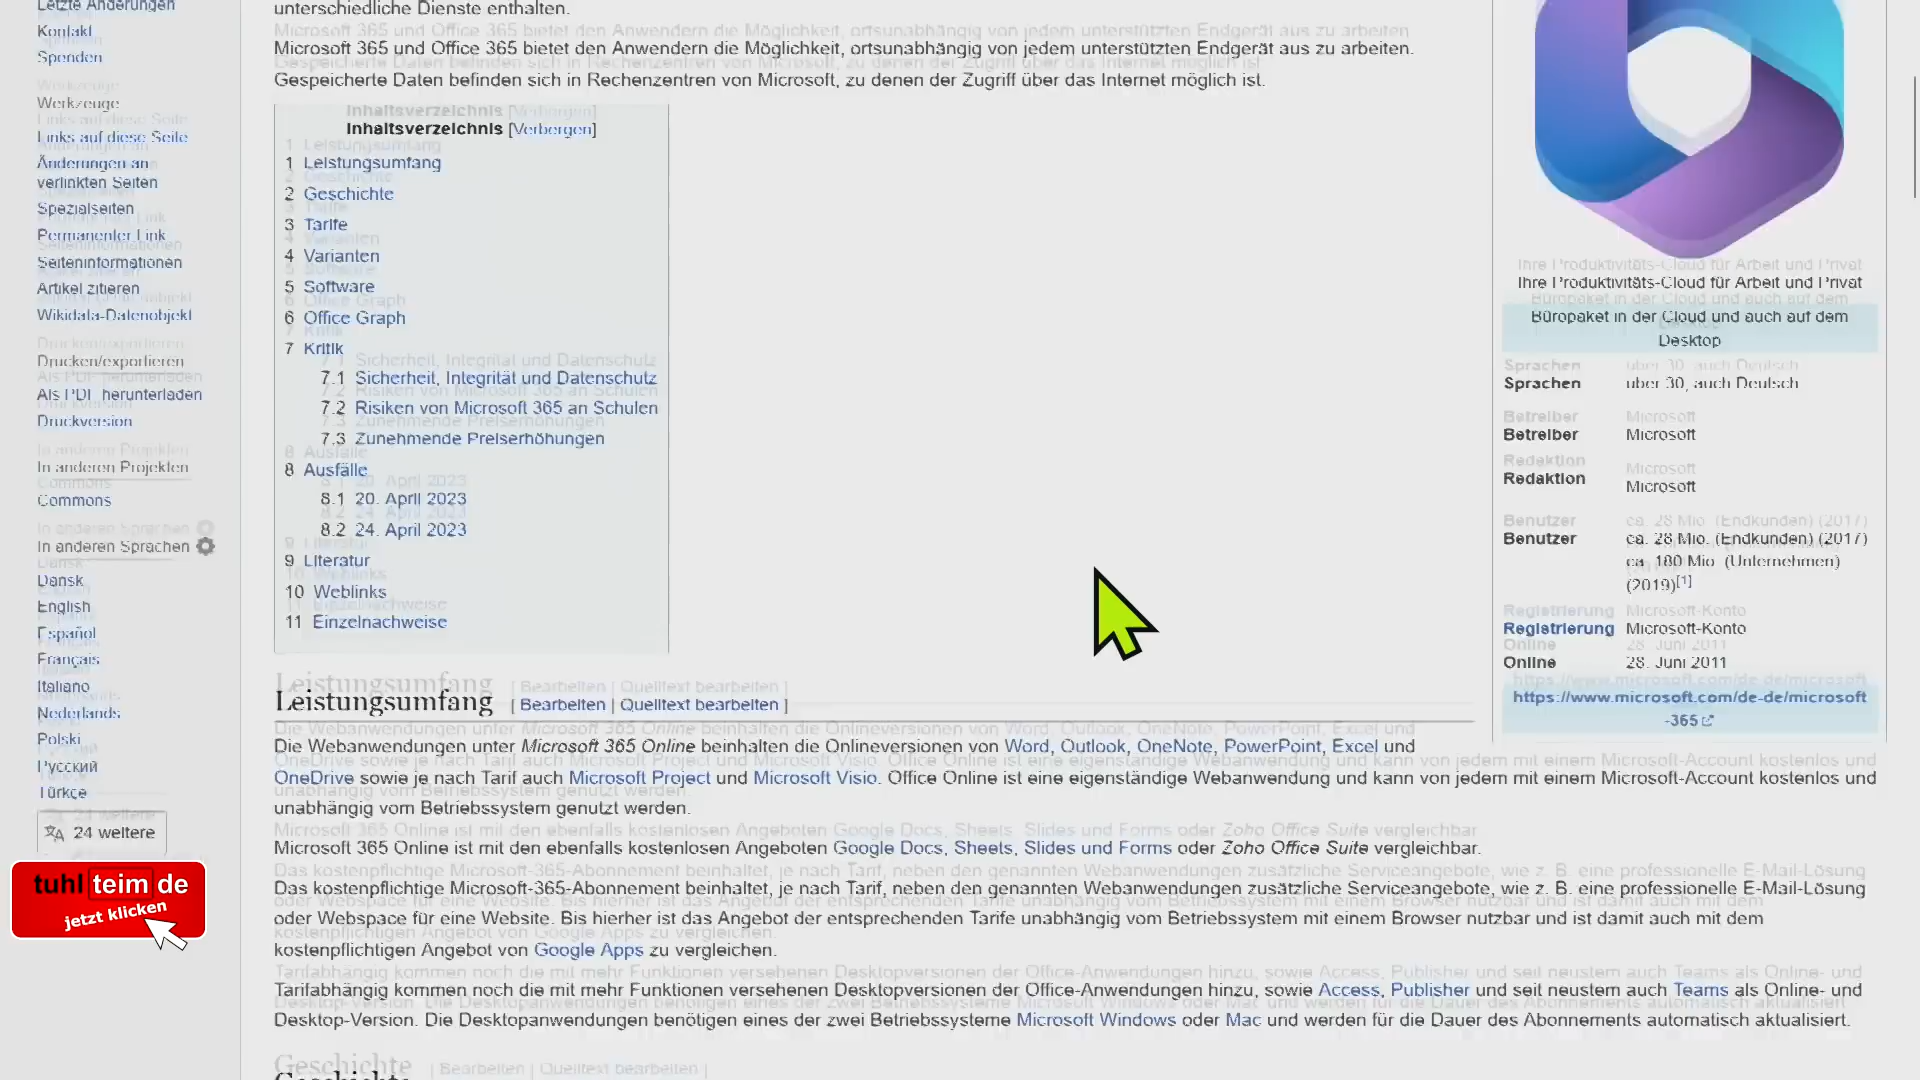 Letzte Änderungen
Kontakt
Spenden
Werkzeuge
Links auf diese Seite
Änderungen an
verlinkten Seiten
Spezialseiten
Permanenter Link
Seiteninformationen
Artikel zitieren
Wikidata-Datenobjekt
Drucken/exportieren
Als PDF herunterladen
Druckversion
In anderen Projekten
Commons
In anderen Sprachen
Dansk
English
Español
Français
Italiano
Nederlands
Polski
Русский
Türkçe
24 weitere
tuhl teim de
jetzt klicken
unterschiedliche Dienste enthalten.
Microsoft 365 und Office 365 bietet den Anwendern die Möglichkeit, ortsunabhängig von jedem unterstützten Endgerät aus zu arbeiten.
Gespeicherte Daten befinden sich in Rechenzentren von Microsoft, zu denen der Zugriff über das Internet möglich ist.
Inhaltsverzeichnis [Verbergen]
1 Leistungsumfang
2 Geschichte
3 Tarife
4 Varianten
5 Software
6 Office Graph
7 Kritik
7.1 Sicherheit, Integrität und Datenschutz
7.2 Risiken von Microsoft 365 an Schulen
7.3 Zunehmende Preiserhöhungen
8 Ausfälle
8.1 20. April 2023
8.2 24. April 2023
9 Literatur
10 Weblinks
11 Einzelnachweise
Ihre Produktivitäts-Cloud für Arbeit und Privat
Büropaket in der Cloud und auch auf dem
Desktop
Sprachen über 30, auch Deutsch
Betreiber Microsoft
Redaktion Microsoft
Benutzer ca. 28 Mio. (Endkunden) (2017)
ca. 180 Mio. (Unternehmen)
(2019)[1]
Registrierung Microsoft-Konto
Online 28. Juni 2011
https://www.microsoft.com/de-de/microsoft
-365
Leistungsumfang [ Bearbeiten | Quelltext bearbeiten ]
Die Webanwendungen unter Microsoft 365 Online beinhalten die Onlineversionen von Word, Outlook, OneNote, PowerPoint, Excel und
OneDrive sowie je nach Tarif auch Microsoft Project und Microsoft Visio. Office Online ist eine eigenständige Webanwendung und kann von jedem mit einem Microsoft-Account kostenlos und
unabhängig vom Betriebssystem genutzt werden.
Microsoft 365 Online ist mit den ebenfalls kostenlosen Angeboten Google Docs, Sheets, Slides und Forms oder Zoho Office Suite vergleichbar.
Das kostenpflichtige Microsoft-365-Abonnement beinhaltet, je nach Tarif, neben den genannten Webanwendungen zusätzliche Serviceangebote, wie z. B. eine professionelle E-Mail-Lösung
oder Webspace für eine Website. Bis hierher ist das Angebot der entsprechenden Tarife unabhängig vom Betriebssystem mit einem Browser nutzbar und ist damit auch mit dem
kostenpflichtigen Angebot von Google Apps zu vergleichen.
Tarifabhängig kommen noch die mit mehr Funktionen versehenen Desktopversionen der Office-Anwendungen hinzu, sowie Access, Publisher und seit neustem auch Teams als Online- und
Desktop-Version. Die Desktopanwendungen benötigen eines der zwei Betriebssysteme Microsoft Windows oder Mac und werden für die Dauer des Abonnements automatisch aktualisiert.
Geschichte [ Bearbeiten | Quelltext bearbeiten ]